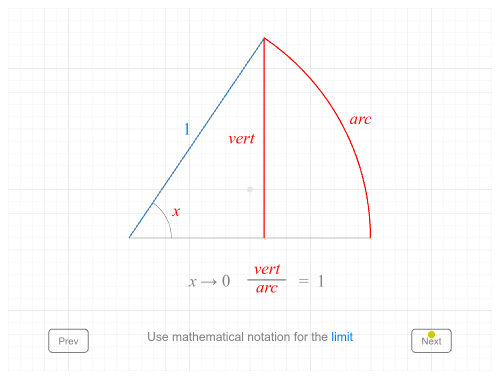 1
arc
vert
x
x → 0 vert/arc = 1
Use mathematical notation for the limit
Prev
Next